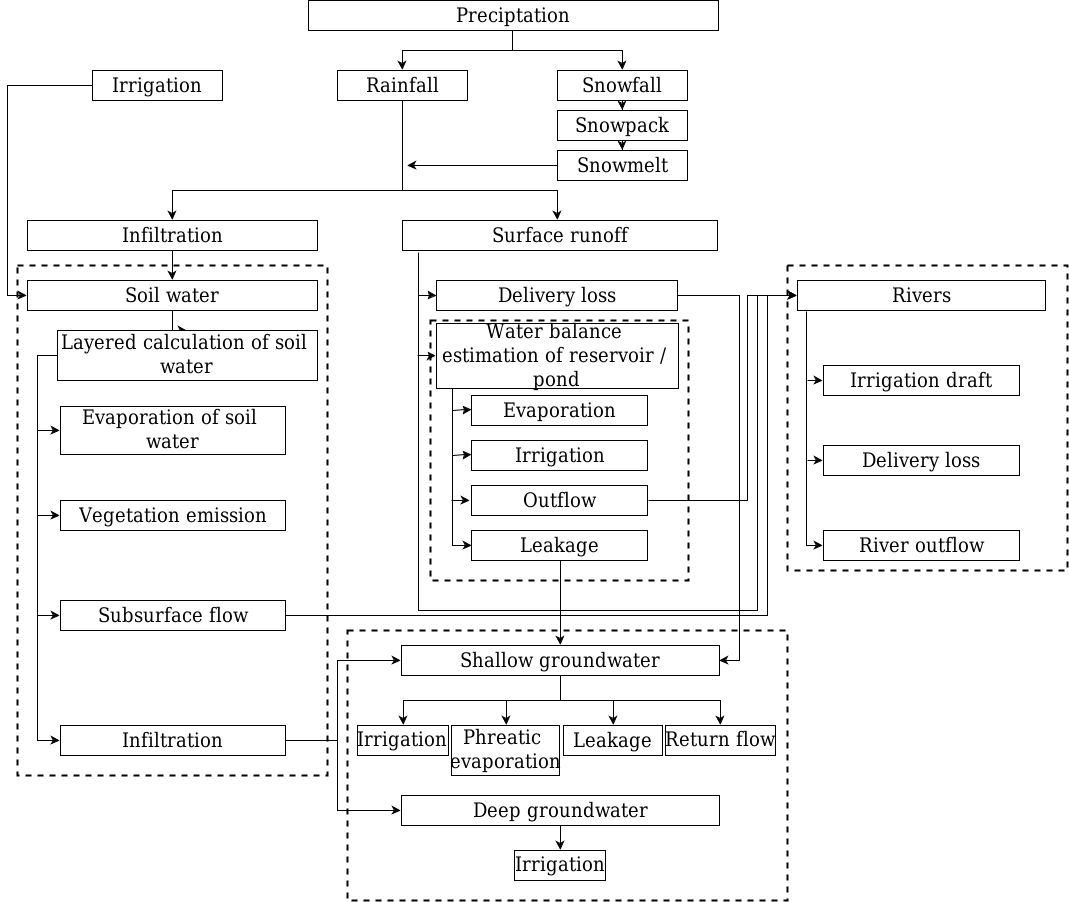 Preciptation
Irrigation
Rainfall
Snowfall
Snowpack
Snowmelt
Infiltration
Surface runoff
Soil water
Delivery loss
Rivers
Layered calculation of soil
water
Water balance
estimation of reservoir /
pond
Irrigation draft
Evaporation of soil
water
Evaporation
Irrigation
Delivery loss
Vegetation emission
Outflow
Leakage
River outflow
Subsurface flow
Shallow groundwater
Infiltration
Irrigation
Phreatic
evaporation
Leakage
Return flow
Deep groundwater
Irrigation